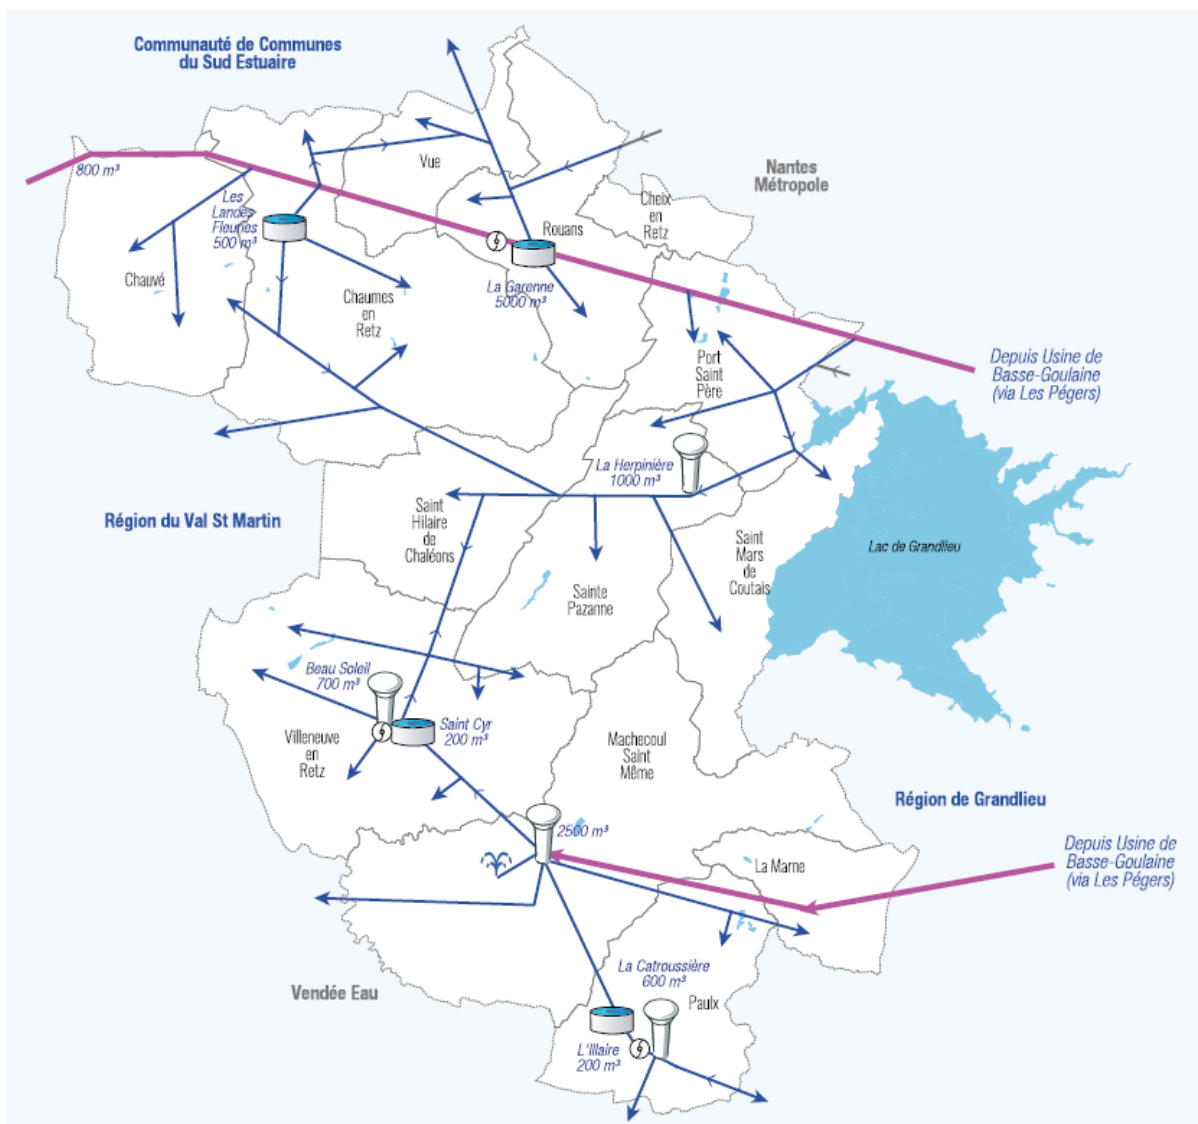 Communauté de Communes
du Sud Estuaire
Nantes
Métropole
800 m³
Vue
Les
Landes
Fleuries
500 m³
Cheix
en
Retz
Rouans
Chauvé
Chaumes
en
Retz
La Garenne
5000 m³
Port
Saint
Père
Depuis Usine de
Basse-Goulaine
(via Les Pégers)
La Herpinière
1000 m³
Région du Val St Martin
Saint
Hilaire
de
Chaléons
Saint
Mars
de
Coutais
Lac de Grandlieu
Sainte
Pazanne
Beau Soleil
700 m³
Saint Cyr
200 m³
Villeneuve
en
Retz
Machecoul
Saint
Même
Région de Grandlieu
2500 m³
La Marne
Depuis Usine de
Basse-Goulaine
(via Les Pégers)
La Catroussière
600 m³
Vendée Eau
Paulx
L'Illaire
200 m³